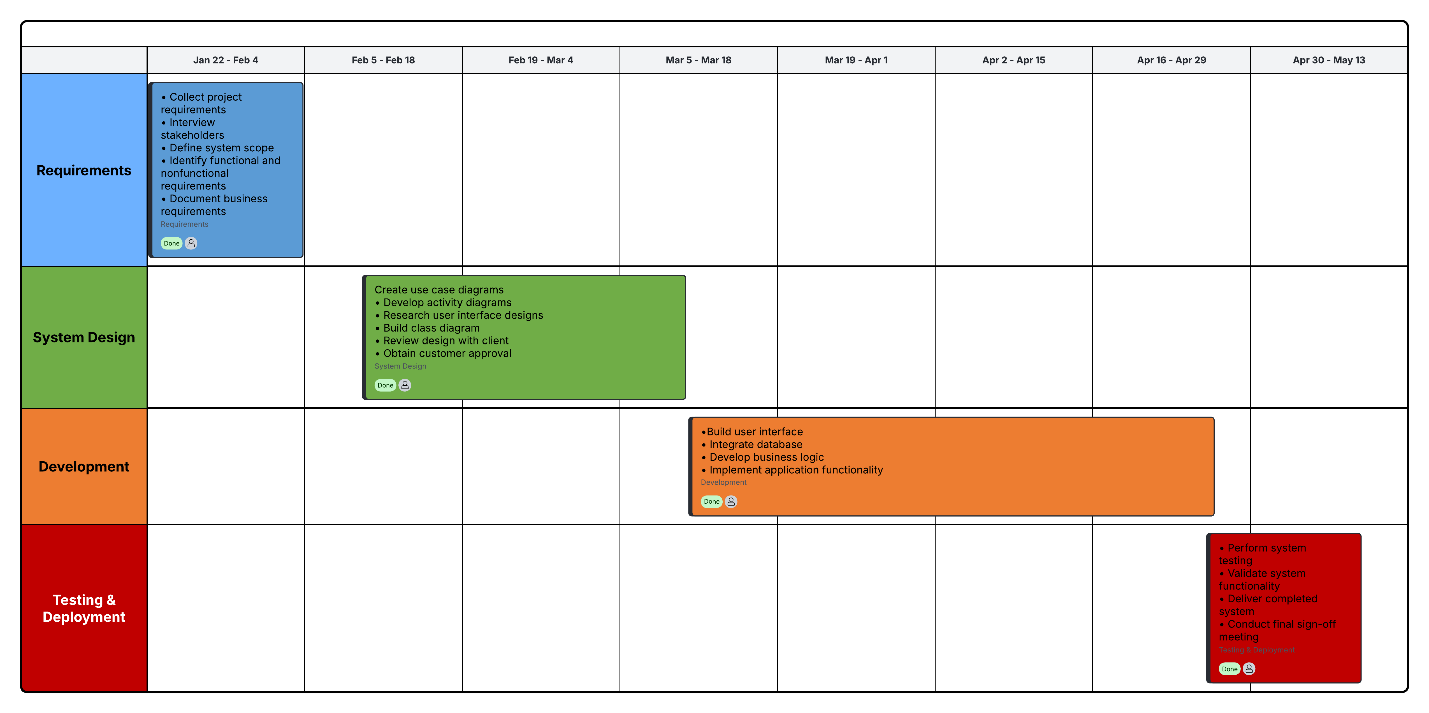 Jan 22 - Feb 4
Feb 5 - Feb 18
Feb 19 - Mar 4
Mar 5 - Mar 18
Mar 19 - Apr 1
Apr 2 - Apr 15
Apr 16 - Apr 29
Apr 30 - May 13
Requirements
• Collect project
requirements
• Interview
stakeholders
• Define system scope
• Identify functional and
nonfunctional
requirements
• Document business
requirements
Requirements
Done
System Design
Create use case diagrams
• Develop activity diagrams
• Research user interface designs
• Build class diagram
• Review design with client
• Obtain customer approval
System Design
Done
Development
•Build user interface
• Integrate database
• Develop business logic
• Implement application functionality
Development
Done
Testing &
Deployment
• Perform system
testing
• Validate system
functionality
• Deliver completed
system
• Conduct final sign-off
meeting
Testing & Deployment
Done